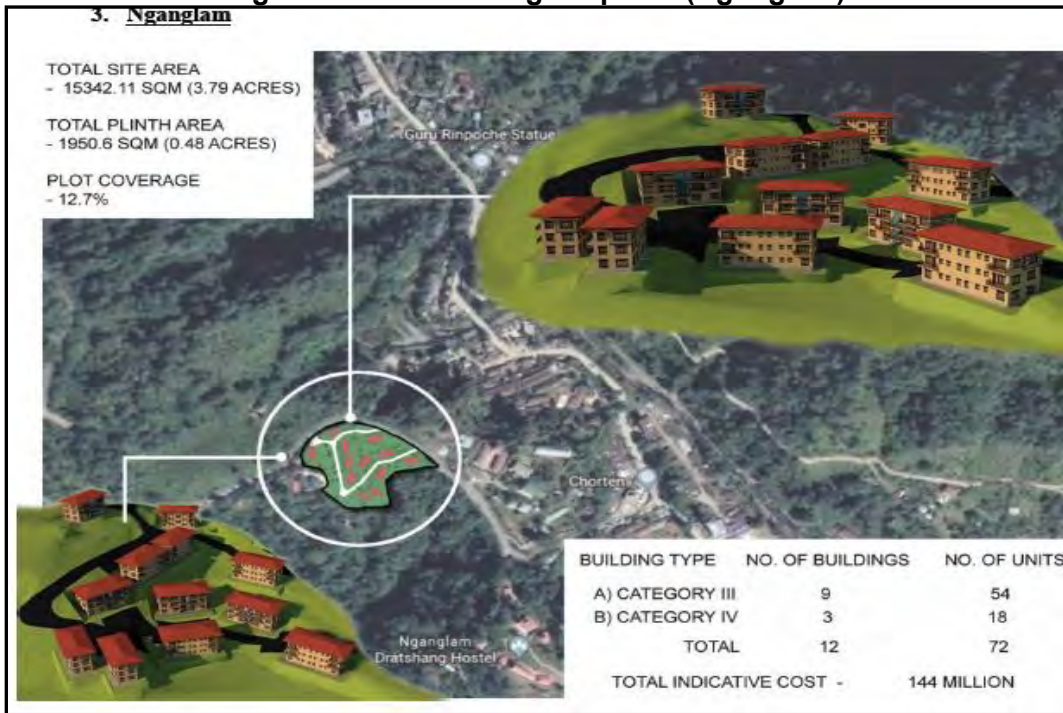 3. Nganglam
TOTAL SITE AREA
- 15342.11 SQM (3.79 ACRES)
TOTAL PLINTH AREA
- 1950.6 SQM (0.48 ACRES)
PLOT COVERAGE
- 12.7%
Guru Rinpoche Statue
Chorten
Nganglam
Dratshang Hostel
BUILDING TYPE NO. OF BUILDINGS NO. OF UNITS
A) CATEGORY III 9 54
B) CATEGORY IV 3 18
TOTAL 12 72
TOTAL INDICATIVE COST - 144 MILLION